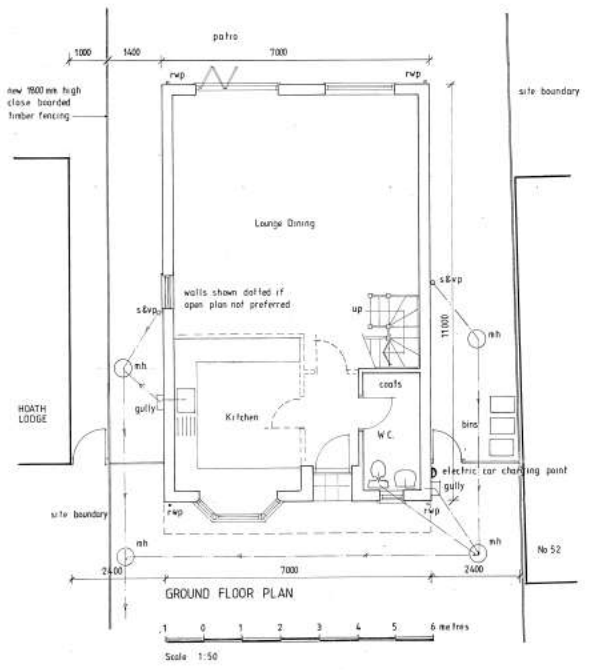 patio
1000 1400 7000
rwp rwp
new 1800mm high
close boarded
timber fencing
site boundary
Lounge Dining
walls shown dotted if
open plan not preferred
s&vp
s&vp
up
11000
mh
mh
coats
gully
HOATH
LODGE
Kitchen
W.C.
bins
electric car charging point
gully
site boundary
rwp
rwp
mh
mh
No 52
2400 7000 2400
GROUND FLOOR PLAN
1 0 1 2 3 4 5 6 metres
Scale 1:50